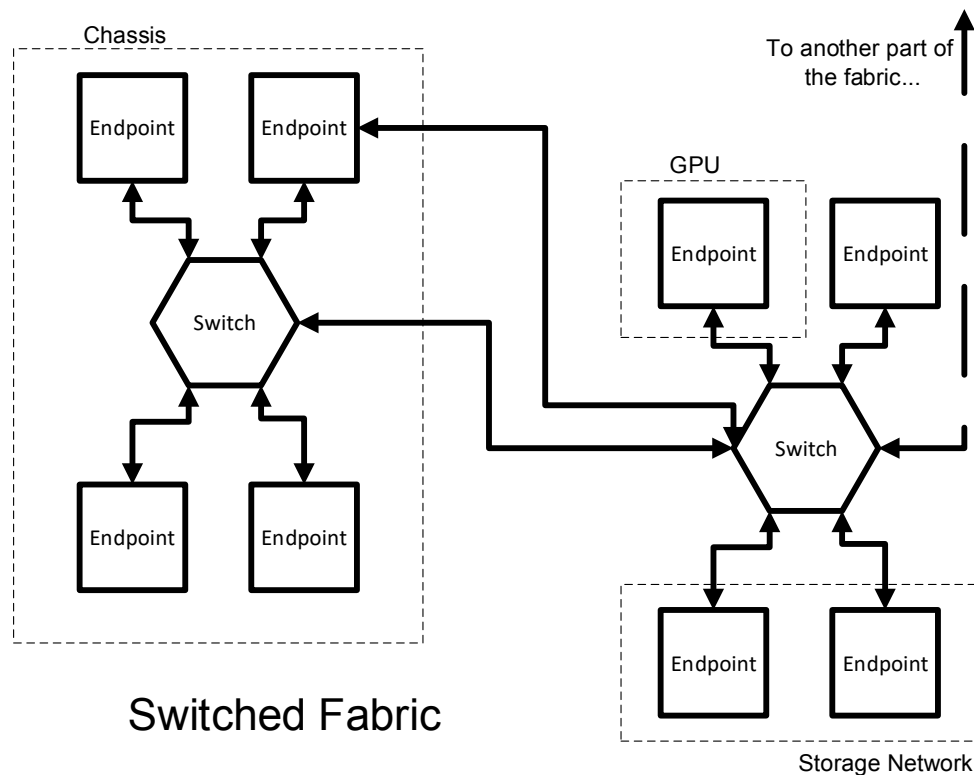 Chassis
To another part of
the fabric...
Endpoint
Endpoint
GPU
Endpoint
Endpoint
Switch
Switch
Endpoint
Endpoint
Endpoint
Endpoint
Switched Fabric
Storage Network